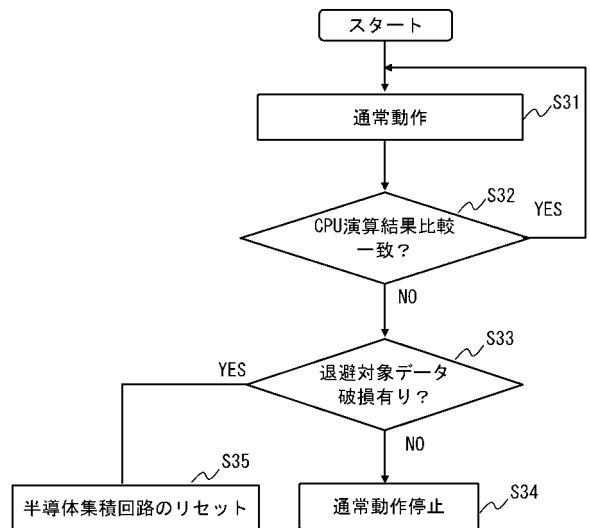 スタート
通常動作
S31
CPU演算結果比較
一致？
S32
YES
NO
退避対象データ
破損有り？
S33
YES
NO
半導体集積回路のリセット
S35
通常動作停止
S34